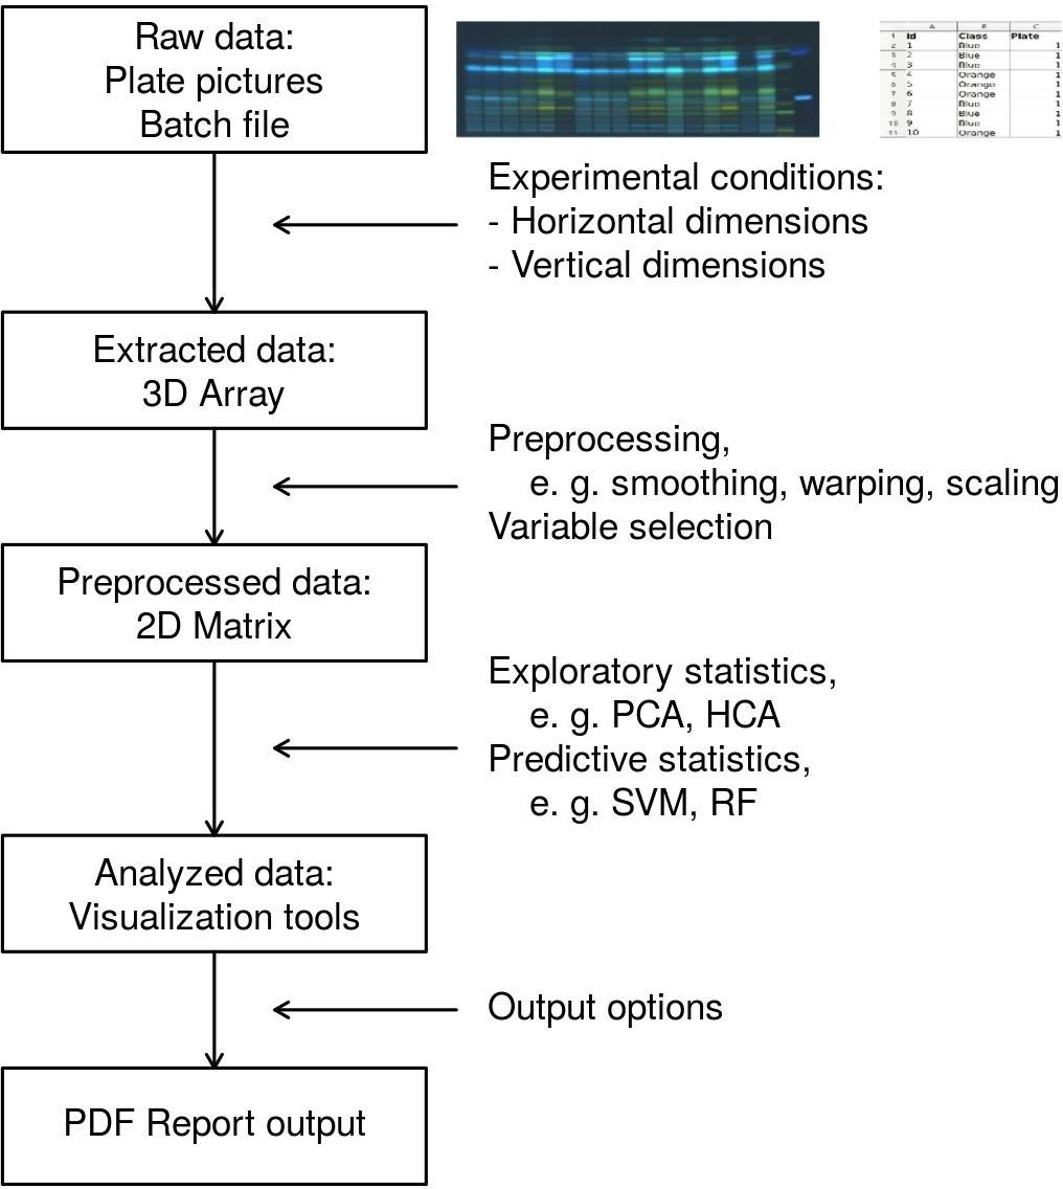 Raw data:
Plate pictures
Batch file
A B C
1 Id Class Plate
2 1 Blue 1
3 2 Blue 1
4 3 Blue 1
5 4 Orange 1
6 5 Orange 1
7 6 Orange 1
8 7 Blue 1
9 8 Blue 1
10 9 Blue 1
11 10 Orange 1
Experimental conditions:
- Horizontal dimensions
- Vertical dimensions
Extracted data:
3D Array
Preprocessing,
e. g. smoothing, warping, scaling
Variable selection
Preprocessed data:
2D Matrix
Exploratory statistics,
e. g. PCA, HCA
Predictive statistics,
e. g. SVM, RF
Analyzed data:
Visualization tools
Output options
PDF Report output